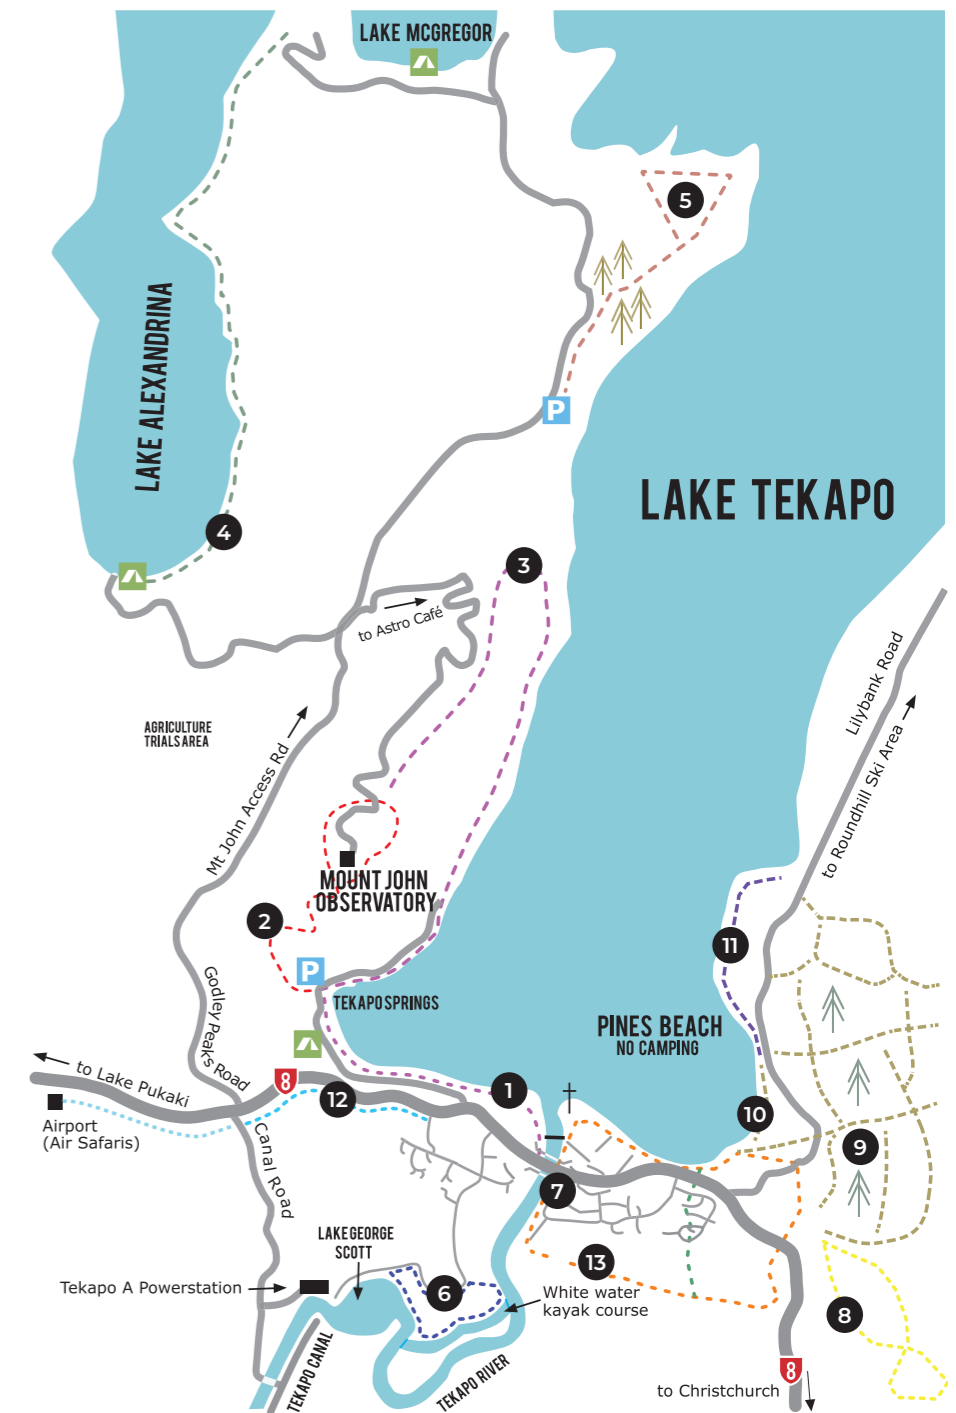 LAKE MCGREGOR
5
LAKE ALEXANDRINA
P
LAKE TEKAPO
4
3
to Astro Café
Lilybank Road
to Roundhill Ski Area
AGRICULTURE
TRIALS AREA
Mt John Access Rd
MOUNT JOHN
OBSERVATORY
2
11
P
TEKAPO SPRINGS
Godley Peaks Road
PINES BEACH
NO CAMPING
to Lake Pukaki
8
12
1
10
Airport
(Air Safaris)
Canal Road
9
7
LAKE GEORGE
SCOTT
13
Tekapo A Powerstation
6
White water
kayak course
8
TEKAPO CANAL
TEKAPO RIVER
8
to Christchurch